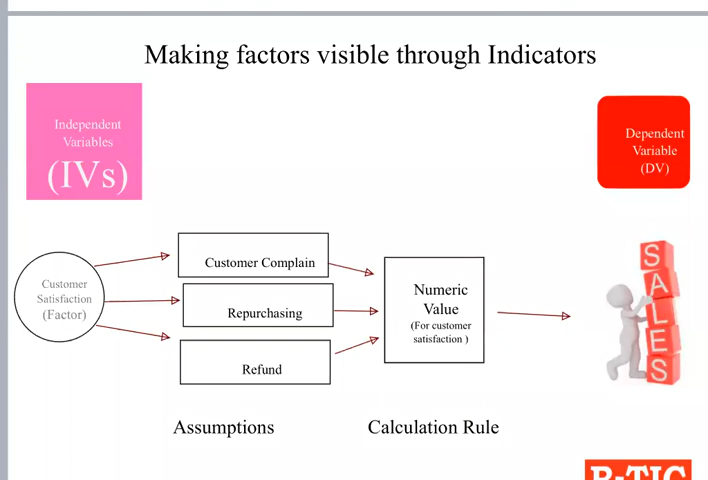 Making factors visible through Indicators
Independent
Variables
(IVs)
Dependent
Variable
(DV)
Customer
Satisfaction
(Factor)
Customer Complain
Repurchasing
Refund
Numeric
Value
(For customer
satisfaction )
SALES
Assumptions
Calculation Rule